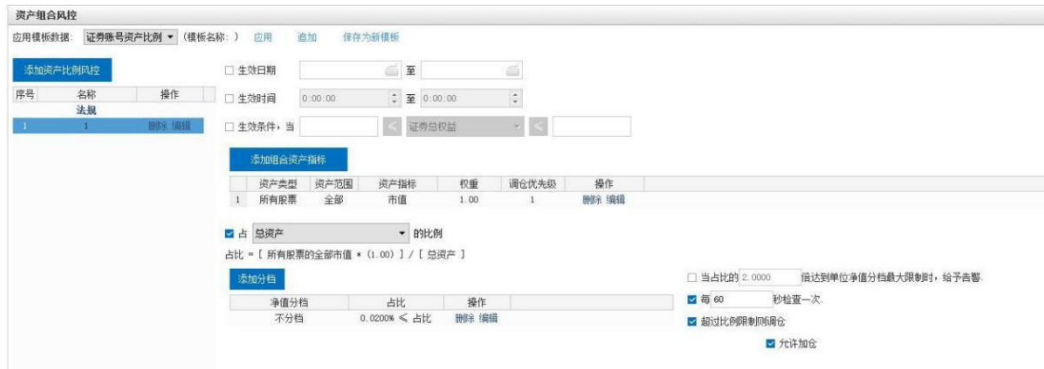 资产组合风控
应用模板数据: 证券账号资产比例 (模板名称: ) 应用 追加 保存为新模板
添加资产比例风控
序号 名称 操作
法规
1 1 删除 编辑
生效日期 至
生效时间 0:00:00 至 0:00:00
生效条件,当 < 证券总权益 <
添加组合资产指标
资产类型 资产范围 资产指标 权重 调仓优先级 操作
1 所有股票 全部 市值 1.00 1 删除 编辑
占 总资产 的比例
占比 = [ 所有股票的全部市值 * (1.00) ] / [ 总资产 ]
添加分档
净值分档 占比 操作
不分档 0.0200% ≤ 占比 删除 编辑
当占比的 2.0000 倍达到单位净值分档最大限制时,给予告警.
每 60 秒检查一次.
超过比例限制则调仓
允许加仓